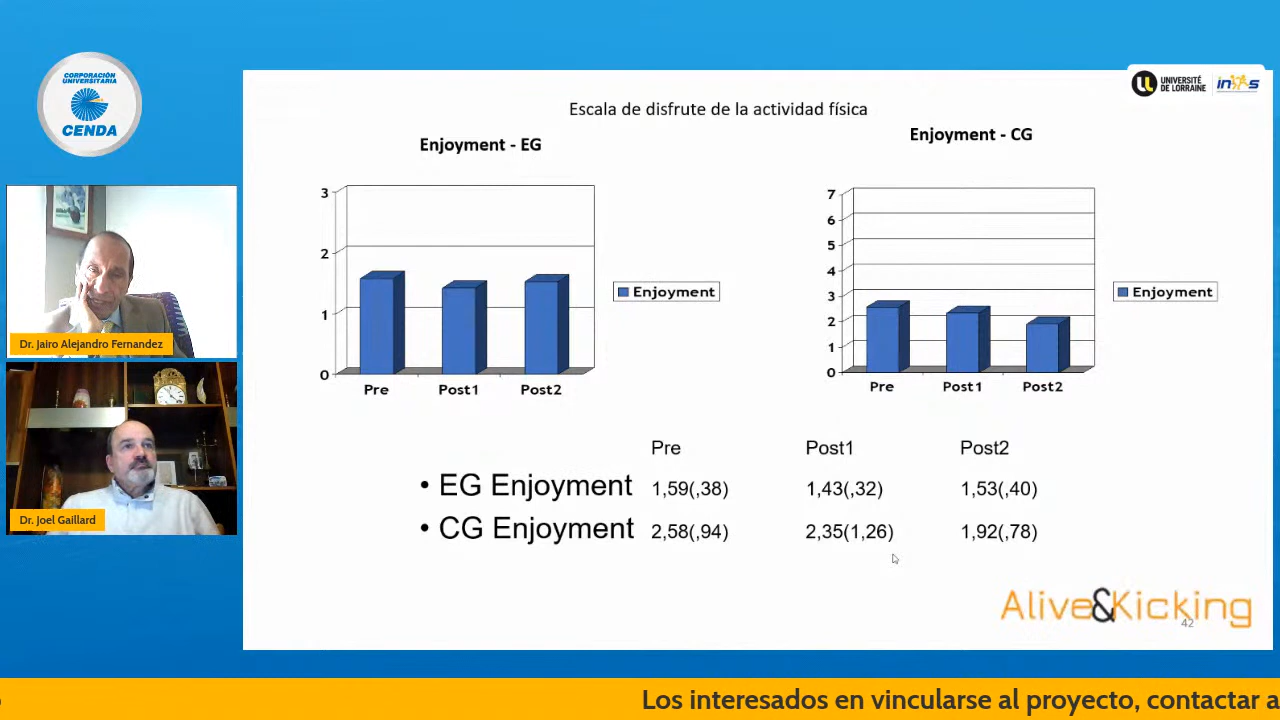 CORPORACIÓN
UNIVERSITARIA
CENDA
UNIVERSITÉ
DE LORRAINE
Escala de disfrute de la actividad física
Enjoyment - EG
3
2
1
0
Pre Post1 Post2
Enjoyment
Enjoyment - CG
7
6
5
4
3
2
1
0
Pre Post1 Post2
Enjoyment
Dr. Jairo Alejandro Fernandez
Dr. Joel Gaillard
Pre Post1 Post2
• EG Enjoyment 1,59(,38) 1,43(,32) 1,53(,40)
• CG Enjoyment 2,58(,94) 2,35(1,26) 1,92(,78)
Alive&Kicking
42
Los interesados en vincularse al proyecto, contactar a